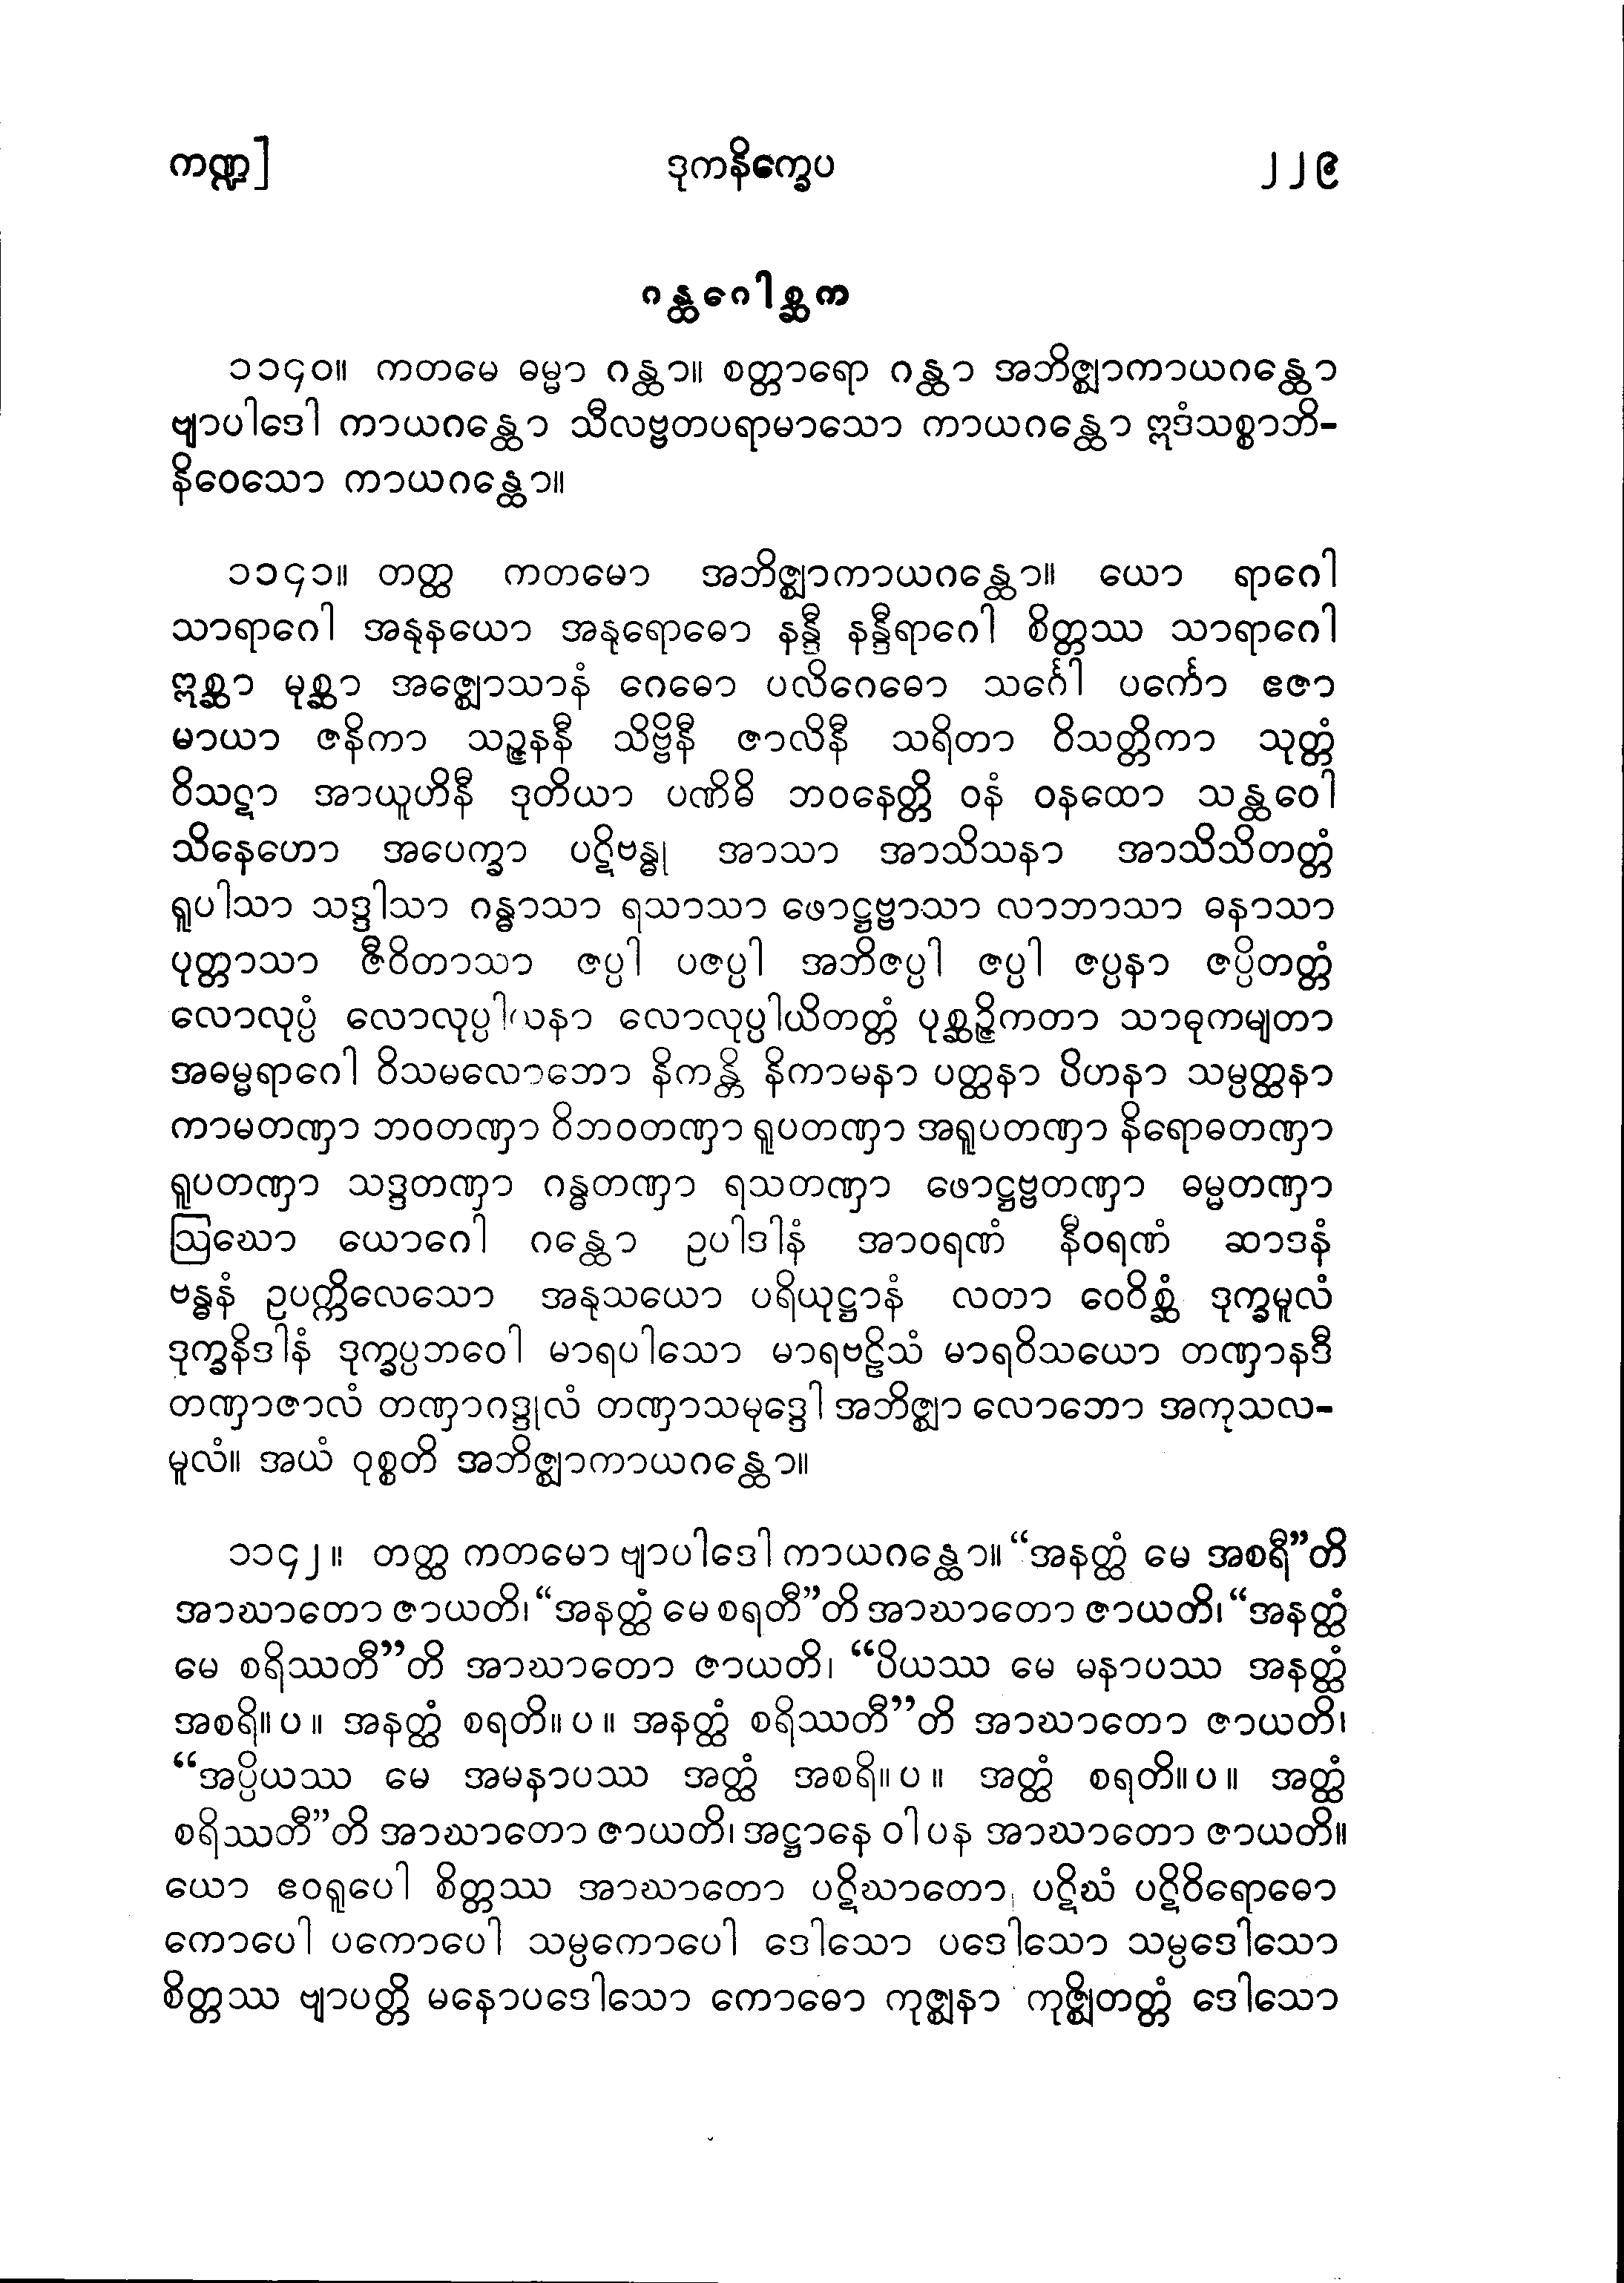 ကဏ္ဍ]
ဒုကနိက္ခေပ
၂၂၉
ဂန္ထဂေါစ္ဆက
၁၁၄၀။ ကတမေ ဓမ္မာ ဂန္ထာ။ စတ္တာရော ဂန္ထာ အဘိဇ္ဈာကာယဂန္ထော
ဗျာပါဒေါ ကာယဂန္ထော သီလဗ္ဗတပရာမာသော ကာယဂန္ထော ဣဒံသစ္စာဘိ-
နိဝေသော ကာယဂန္ထော။
၁၁၄၁။ တတ္ထ ကတမော အဘိဇ္ဈာကာယဂန္ထော။ ယော ရာဂေါ
သာရာဂေါ အနုနယော အနုရောဓော နန္ဒီ နန္ဒီရာဂေါ စိတ္တဿ သာရာဂေါ
ဣစ္ဆာ မုစ္ဆာ အဇ္ဈောသာနံ ဂေဓော ပလိဂေဓော သင်္ဂေါ ပင်္ကော ဧဇာ
မာယာ ဇနိကာ သဉ္ဇနနီ သိဗ္ဗိနီ ဇာလိနီ သရိတာ ဝိသတ္တိကာ သုတ္တံ
ဝိသဋာ အာယူဟိနီ ဒုတိယာ ပဏိဓိ ဘဝနေတ္တိ ဝနံ ဝနထော သန္ထဝေါ
သိနေဟော အပေက္ခာ ပဋိဗန္ဓု အာသာ အာသိသနာ အာသိသိတတ္တံ
ရူပါသာ သဒ္ဒါသာ ဂန္ဓာသာ ရသာသာ ဖောဋ္ဌဗ္ဗာသာ လာဘာသာ ဓနာသာ
ပုတ္တာသာ ဇီဝိတာသာ ဇပ္ပါ ပဇပ္ပါ အဘိဇပ္ပါ ဇပ္ပါ ဇပ္ပနာ ဇပ္ပိတတ္တံ
လောလုပ္ပံ လောလုပ္ပါယနာ လောလုပ္ပါယိတတ္တံ ပုစ္ဆဉ္ဇိကတာ သာဓုကမျတာ
အဓမ္မရာဂေါ ဝိသမလောဘော နိကန္တိ နိကာမနာ ပတ္ထနာ ပိဟနာ သမ္ပတ္ထနာ
ကာမတဏှာ ဘဝတဏှာ ဝိဘဝတဏှာ ရူပတဏှာ အရူပတဏှာ နိရောဓတဏှာ
ရူပတဏှာ သဒ္ဒတဏှာ ဂန္ဓတဏှာ ရသတဏှာ ဖောဋ္ဌဗ္ဗတဏှာ ဓမ္မတဏှာ
ဩဃော ယောဂေါ ဂန္ထော ဥပါဒါနံ အာဝရဏံ နီဝရဏံ ဆာဒနံ
ဗန္ဓနံ ဥပက္ကိလေသော အနုသယော ပရိယုဋ္ဌာနံ လတာ ဝေဝိစ္ဆံ ဒုက္ခမူလံ
ဒုက္ခနိဒါနံ ဒုက္ခပ္ပဘဝေါ မာရပါသော မာရဗဠိသံ မာရဝိသယော တဏှာနဒီ
တဏှာဇာလံ တဏှာဂဒ္ဒုလံ တဏှာသမုဒ္ဒေါ အဘိဇ္ဈာ လောဘော အကုသလ-
မူလံ။ အယံ ဝုစ္စတိ အဘိဇ္ဈာကာယဂန္ထော။
၁၁၄၂။ တတ္ထ ကတမော ဗျာပါဒေါ ကာယဂန္ထော။ “အနတ္ထံ မေ အစရီ”တိ
အာဃာတော ဇာယတိ၊ “အနတ္ထံ မေ စရတီ”တိ အာဃာတော ဇာယတိ၊ “အနတ္ထံ
မေ စရိဿတီ”တိ အာဃာတော ဇာယတိ၊ “ပိယဿ မေ မနာပဿ အနတ္ထံ
အစရိ။ပ။ အနတ္ထံ စရတိ။ပ။ အနတ္ထံ စရိဿတီ”တိ အာဃာတော ဇာယတိ၊
“အပ္ပိယဿ မေ အမနာပဿ အတ္ထံ အစရိ။ပ။ အတ္ထံ စရတိ။ပ။ အတ္ထံ
စရိဿတီ”တိ အာဃာတော ဇာယတိ၊ အဋ္ဌာနေ ဝါ ပန အာဃာတော ဇာယတိ။
ယော ဧဝရူပေါ စိတ္တဿ အာဃာတော ပဋိဃာတော ပဋိဃံ ပဋိဝိရောဓော
ကောပေါ ပကောပေါ သမ္ပကောပေါ ဒေါသော ပဒေါသော သမ္ပဒေါသော
စိတ္တဿ ဗျာပတ္တိ မနောပဒေါသော ကောဓော ကုဇ္ဈနာ ကုဇ္ဈိတတ္တံ ဒေါသော